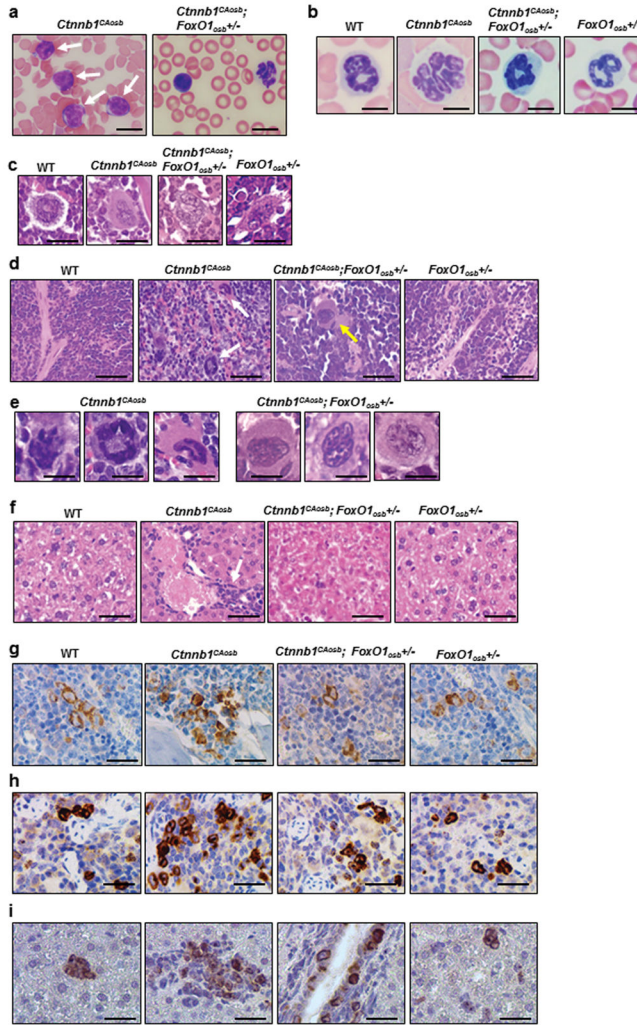 a
Ctnnb1CAosb
Ctnnb1CAosb;
FoxO1osb+/-
b
WT
Ctnnb1CAosb
Ctnnb1CAosb;
FoxO1osb+/-
FoxO1osb+/-
c
WT
Ctnnb1CAosb
Ctnnb1CAosb;
FoxO1osb+/-
FoxO1osb+/-
d
WT
Ctnnb1CAosb
Ctnnb1CAosb;FoxO1osb+/-
FoxO1osb+/-
e
Ctnnb1CAosb
Ctnnb1CAosb; FoxO1osb+/-
f
WT
Ctnnb1CAosb
Ctnnb1CAosb; FoxO1osb+/-
FoxO1osb+/-
g
WT
Ctnnb1CAosb
Ctnnb1CAosb; FoxO1osb+/-
FoxO1osb+/-
h
i